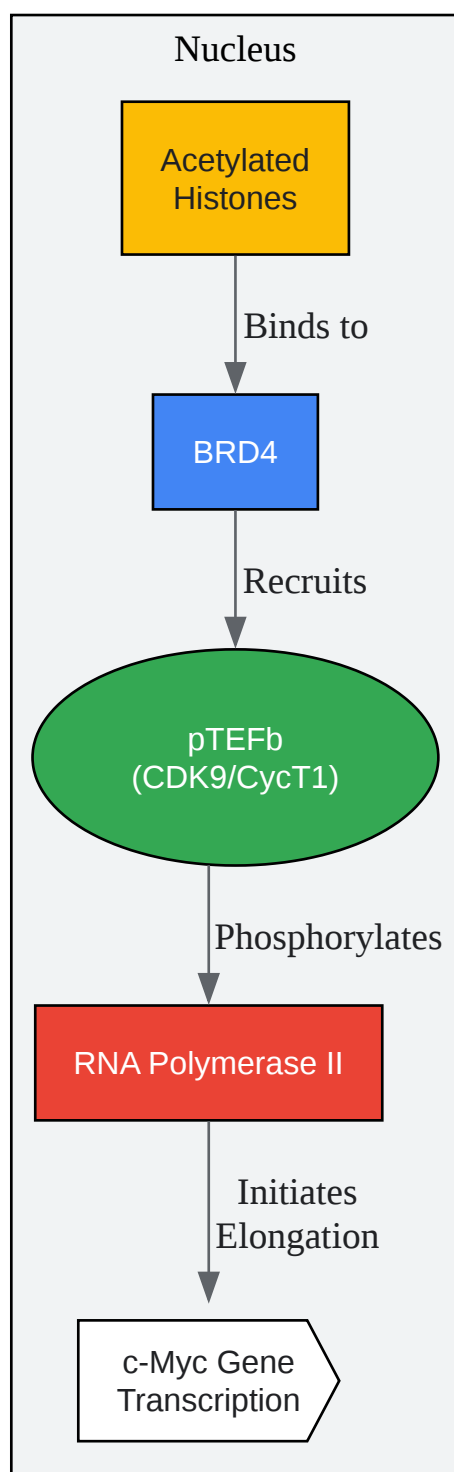 Nucleus
Acetylated
Histones
Binds to
BRD4
Recruits
pTEFb
(CDK9/CycT1)
Phosphorylates
RNA Polymerase II
Initiates
Elongation
c-Myc Gene
Transcription